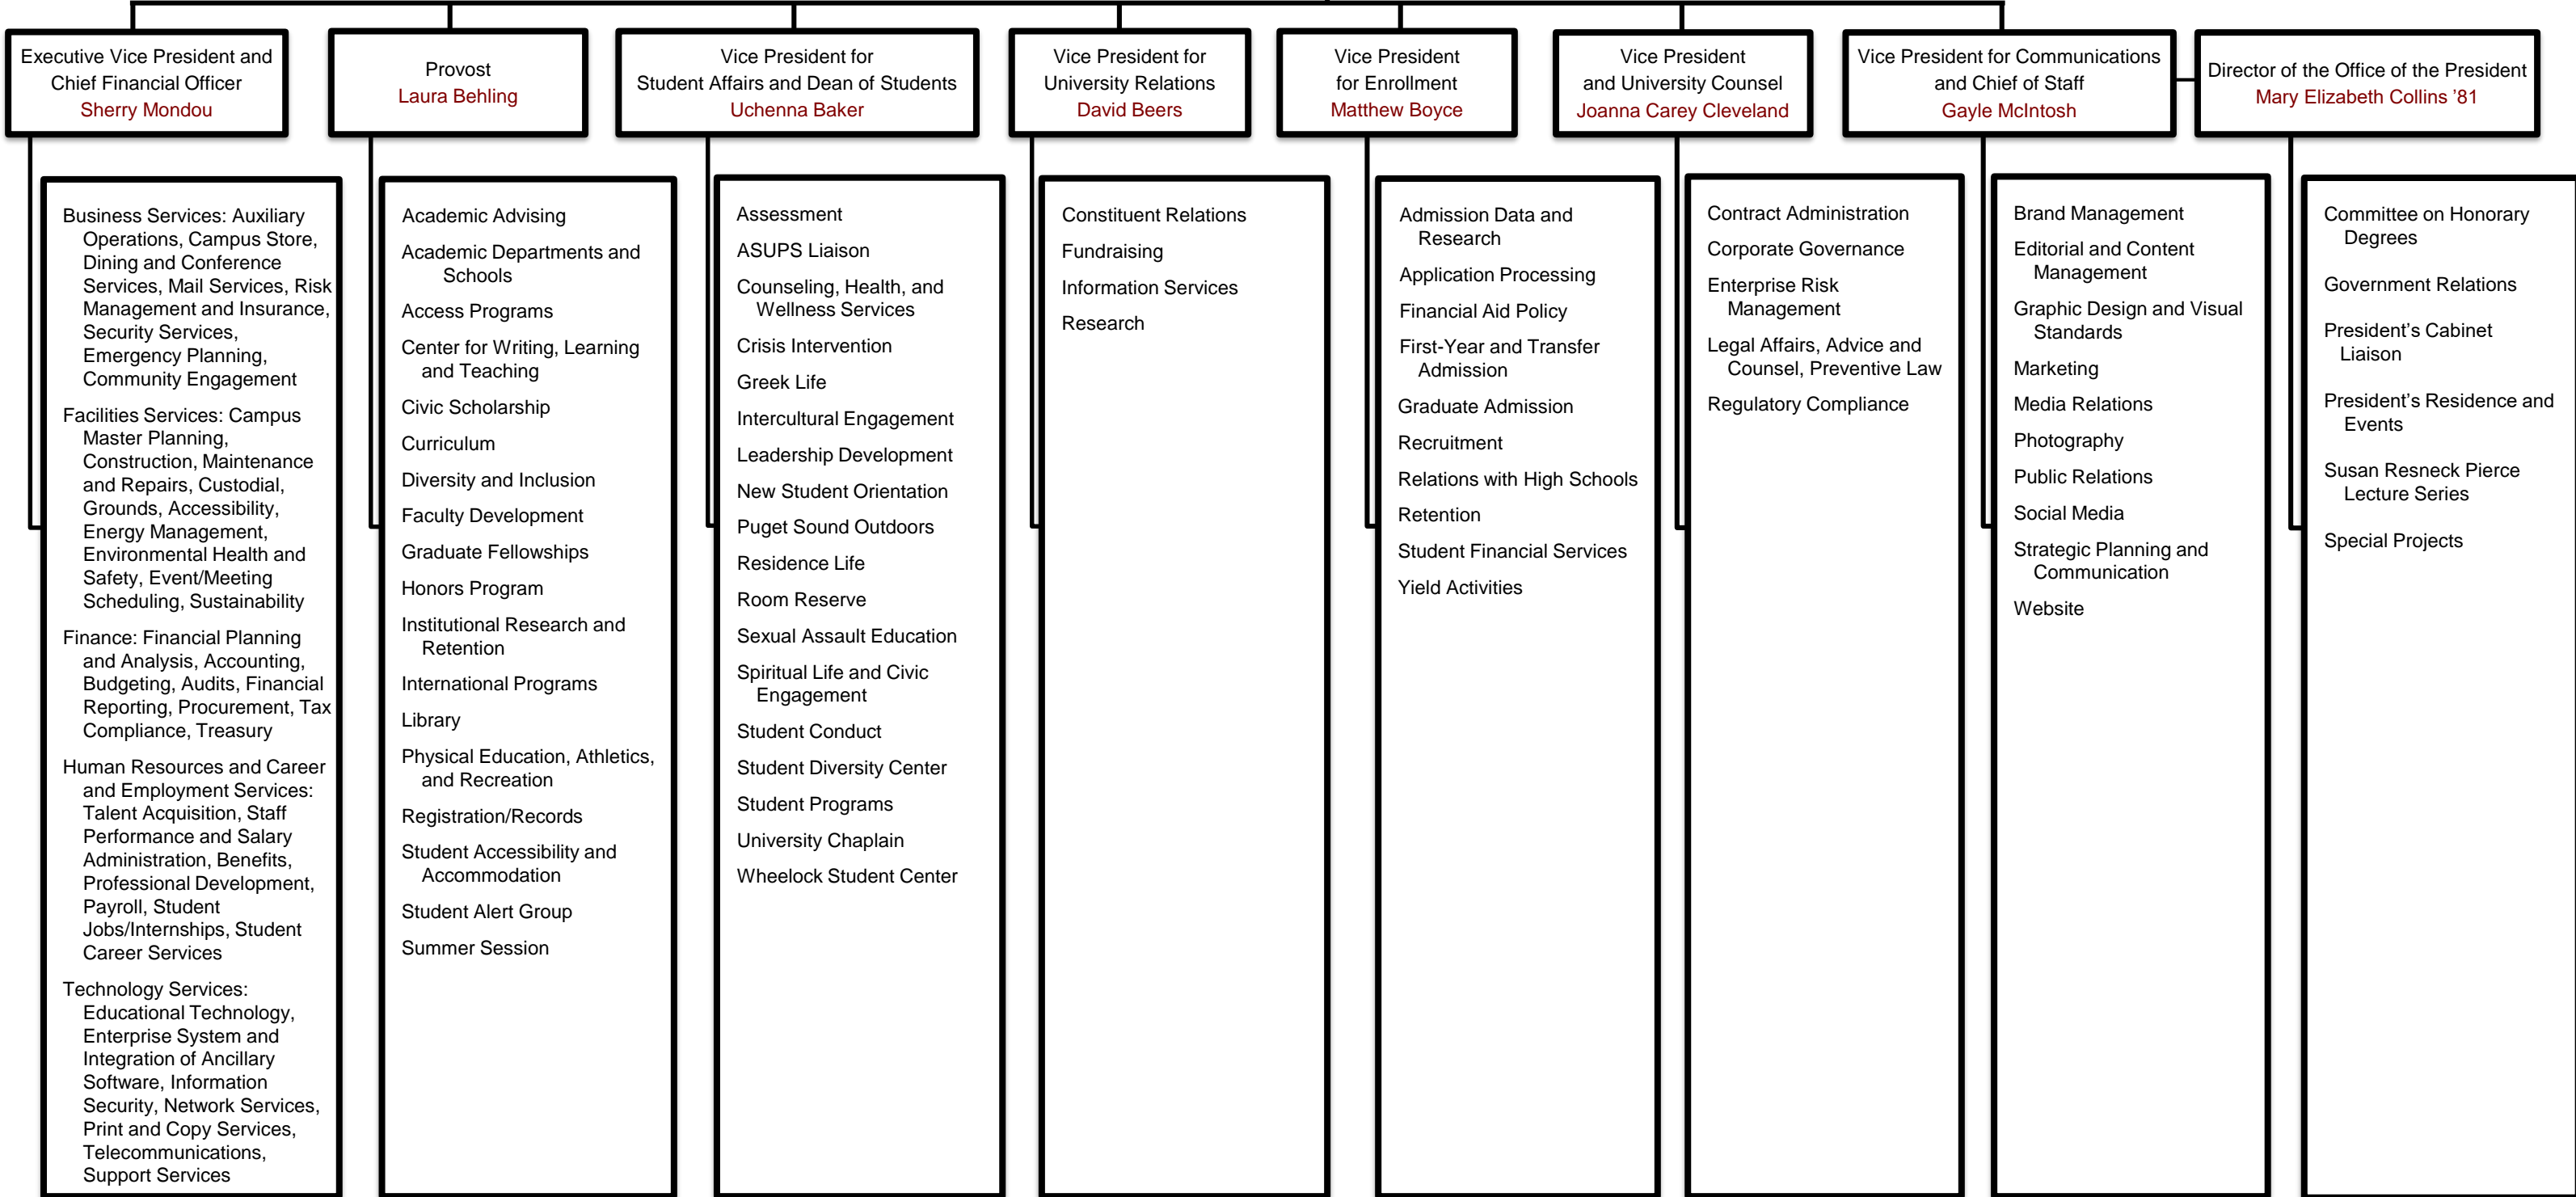 Executive Vice President and
Chief Financial Officer
Sherry Mondou
Provost
Laura Behling
Vice President for
Student Affairs and Dean of Students
Uchenna Baker
Vice President for
University Relations
David Beers
Vice President
for Enrollment
Matthew Boyce
Vice President
and University Counsel
Joanna Carey Cleveland
Vice President for Communications
and Chief of Staff
Gayle McIntosh
Director of the Office of the President
Mary Elizabeth Collins ’81
Business Services: Auxiliary
Operations, Campus Store,
Dining and Conference
Services, Mail Services, Risk
Management and Insurance,
Security Services,
Emergency Planning,
Community Engagement
Facilities Services: Campus
Master Planning,
Construction, Maintenance
and Repairs, Custodial,
Grounds, Accessibility,
Energy Management,
Environmental Health and
Safety, Event/Meeting
Scheduling, Sustainability
Finance: Financial Planning
and Analysis, Accounting,
Budgeting, Audits, Financial
Reporting, Procurement, Tax
Compliance, Treasury
Human Resources and Career
and Employment Services:
Talent Acquisition, Staff
Performance and Salary
Administration, Benefits,
Professional Development,
Payroll, Student
Jobs/Internships, Student
Career Services
Technology Services:
Educational Technology,
Enterprise System and
Integration of Ancillary
Software, Information
Security, Network Services,
Print and Copy Services,
Telecommunications,
Support Services
Academic Advising
Academic Departments and
Schools
Access Programs
Center for Writing, Learning
and Teaching
Civic Scholarship
Curriculum
Diversity and Inclusion
Faculty Development
Graduate Fellowships
Honors Program
Institutional Research and
Retention
International Programs
Library
Physical Education, Athletics,
and Recreation
Registration/Records
Student Accessibility and
Accommodation
Student Alert Group
Summer Session
Assessment
ASUPS Liaison
Counseling, Health, and
Wellness Services
Crisis Intervention
Greek Life
Intercultural Engagement
Leadership Development
New Student Orientation
Puget Sound Outdoors
Residence Life
Room Reserve
Sexual Assault Education
Spiritual Life and Civic
Engagement
Student Conduct
Student Diversity Center
Student Programs
University Chaplain
Wheelock Student Center
Constituent Relations
Fundraising
Information Services
Research
Admission Data and
Research
Application Processing
Financial Aid Policy
First-Year and Transfer
Admission
Graduate Admission
Recruitment
Relations with High Schools
Retention
Student Financial Services
Yield Activities
Contract Administration
Corporate Governance
Enterprise Risk
Management
Legal Affairs, Advice and
Counsel, Preventive Law
Regulatory Compliance
Brand Management
Editorial and Content
Management
Graphic Design and Visual
Standards
Marketing
Media Relations
Photography
Public Relations
Social Media
Strategic Planning and
Communication
Website
Committee on Honorary
Degrees
Government Relations
President’s Cabinet
Liaison
President’s Residence and
Events
Susan Resneck Pierce
Lecture Series
Special Projects